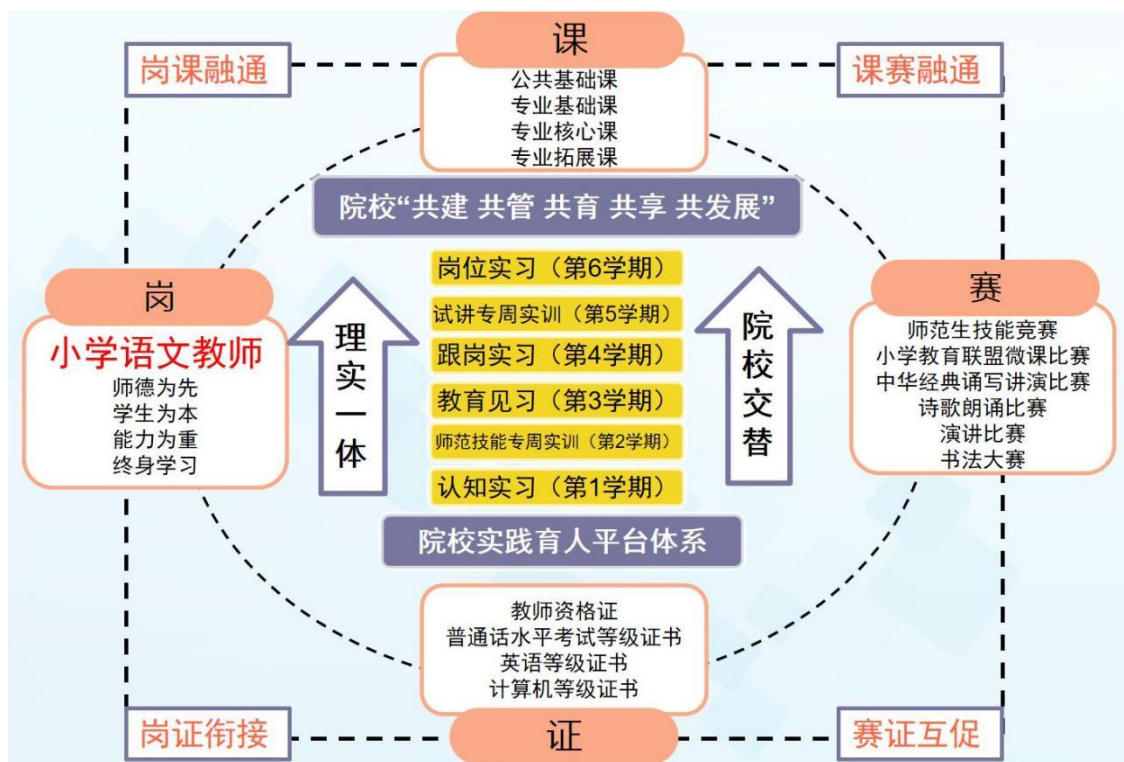 课
岗课融通
课赛融通
公共基础课
专业基础课
专业核心课
专业拓展课
院校“共建 共管 共育 共享 共发展”
岗
小学语文教师
师德为先
学生为本
能力为重
终身学习
理实一体
岗位实习（第6学期）
试讲专周实训（第5学期）
跟岗实习（第4学期）
教育见习（第3学期）
师范技能专周实训（第2学期）
认知实习（第1学期）
院校交替
赛
师范生技能竞赛
小学教育联盟微课比赛
中华经典诵写讲演比赛
诗歌朗诵比赛
演讲比赛
书法大赛
院校实践育人平台体系
教师资格证
普通话水平考试等级证书
英语等级证书
计算机等级证书
岗证衔接
证
赛证互促